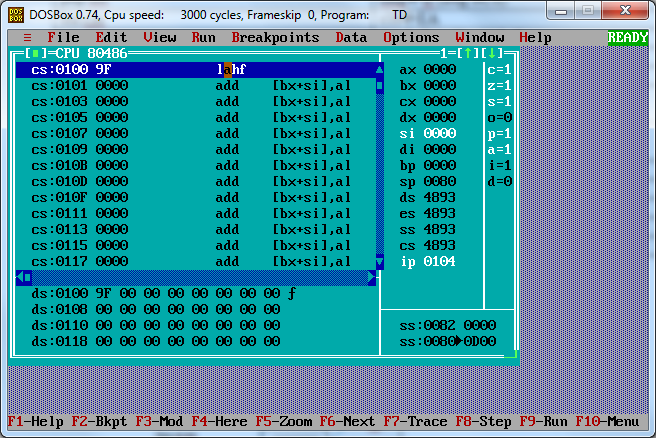 DOSBox 0.74, Cpu speed: 3000 cycles, Frameskip 0, Program: TD
≡ File Edit View Run Breakpoints Data Options Window Help READY
[■]=CPU 80486 1=[↑][↓]
cs:0100 9F lahf ax 0000 c=1
cs:0101 0000 add [bx+si],al bx 0000 z=1
cs:0103 0000 add [bx+si],al cx 0000 s=1
cs:0105 0000 add [bx+si],al dx 0000 o=0
cs:0107 0000 add [bx+si],al si 0000 p=1
cs:0109 0000 add [bx+si],al di 0000 a=1
cs:010B 0000 add [bx+si],al bp 0000 i=1
cs:010D 0000 add [bx+si],al sp 0080 d=0
cs:010F 0000 add [bx+si],al ds 4893
cs:0111 0000 add [bx+si],al es 4893
cs:0113 0000 add [bx+si],al ss 4893
cs:0115 0000 add [bx+si],al cs 4893
cs:0117 0000 add [bx+si],al ip 0104
ds:0100 9F 00 00 00 00 00 00 00 ƒ
ds:0108 00 00 00 00 00 00 00 00
ds:0110 00 00 00 00 00 00 00 00 ss:0082 0000
ds:0118 00 00 00 00 00 00 00 00 ss:0080►0D00
F1-Help F2-Bkpt F3-Mod F4-Here F5-Zoom F6-Next F7-Trace F8-Step F9-Run F10-Menu